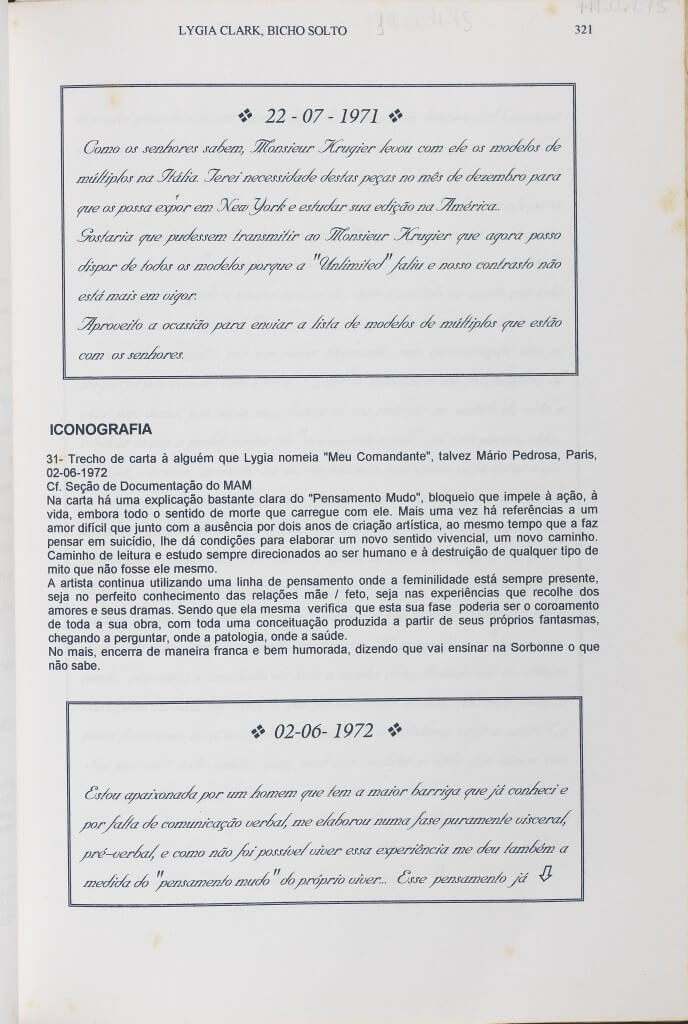 LYGIA CLARK, BICHO SOLTO
321
❖ 22 - 07 - 1971 ❖
Como os senhores sabem, Monsieur Krugier levou com ele os modelos de
múltiplos na Itália. Terei necessidade destas peças no mês de dezembro para
que os possa expor em New York e estudar sua edição na América.
Gostaria que pudessem transmitir ao Monsieur Krugier que agora posso
dispor de todos os modelos porque a "Unlimited" faliu e nosso contrasto não
está mais em vigor.
Aproveito a ocasião para enviar a lista de modelos de múltiplos que estão
com os senhores.
ICONOGRAFIA
31- Trecho de carta à alguém que Lygia nomeia "Meu Comandante", talvez Mário Pedrosa, Paris,
02-06-1972
Cf. Seção de Documentação do MAM
Na carta há uma explicação bastante clara do "Pensamento Mudo", bloqueio que impele à ação, à
vida, embora todo o sentido de morte que carregue com ele. Mais uma vez há referências a um
amor difícil que junto com a ausência por dois anos de criação artística, ao mesmo tempo que a faz
pensar em suicídio, lhe dá condições para elaborar um novo sentido vivencial, um novo caminho.
Caminho de leitura e estudo sempre direcionados ao ser humano e à destruição de qualquer tipo de
mito que não fosse ele mesmo.
A artista continua utilizando uma linha de pensamento onde a feminilidade está sempre presente,
seja no perfeito conhecimento das relações mãe / feto, seja nas experiências que recolhe dos
amores e seus dramas. Sendo que ela mesma verifica que esta sua fase poderia ser o coroamento
de toda a sua obra, com toda uma conceituação produzida a partir de seus próprios fantasmas,
chegando a perguntar, onde a patologia, onde a saúde.
No mais, encerra de maneira franca e bem humorada, dizendo que vai ensinar na Sorbonne o que
não sabe.
❖ 02-06- 1972 ❖
Estou apaixonada por um homem que tem a maior barriga que já conheci e
por falta de comunicação verbal, me elaborou numa fase puramente visceral,
pré-verbal, e como não foi possível viver essa experiência me deu também a
medida do "pensamento mudo" do próprio viver... Esse pensamento já ⇩